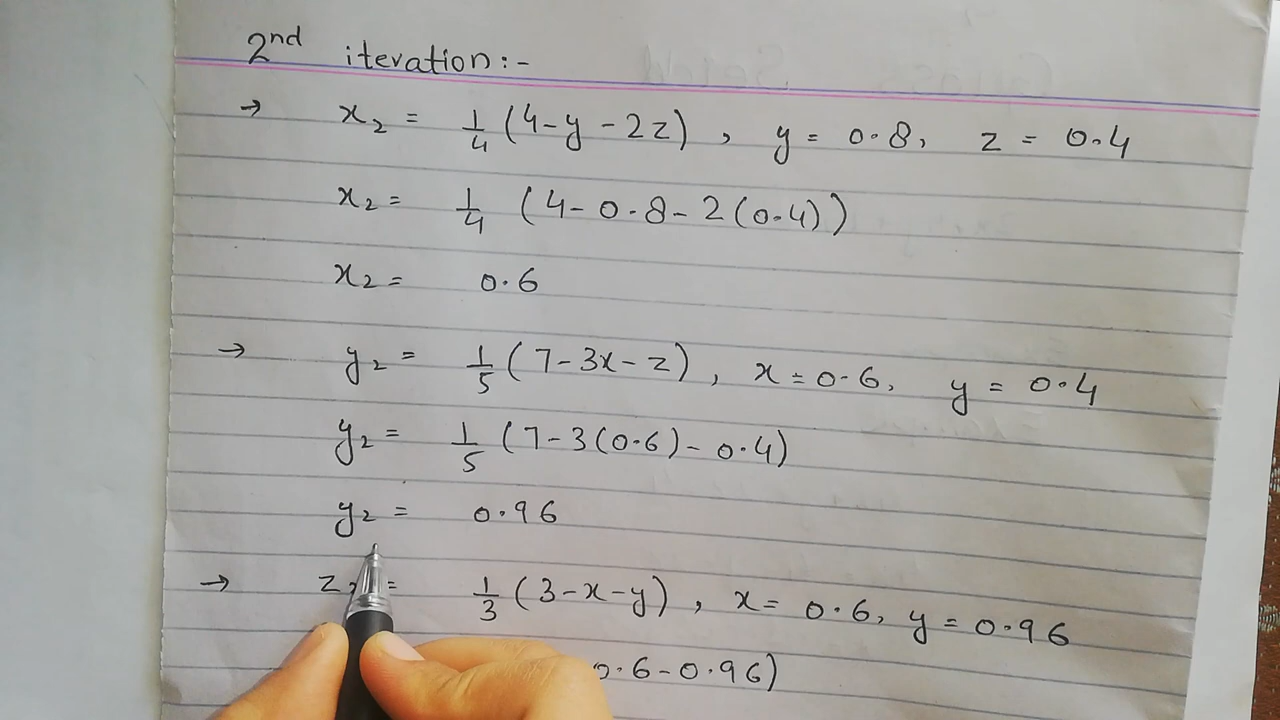 2nd iteration:-
→ x2 = 1/4 (4-y-2z), y = 0.8, z = 0.4
x2 = 1/4 (4-0.8-2(0.4))
x2 = 0.6
→ y2 = 1/5 (7-3x-z), x=0.6, y = 0.4
y2 = 1/5 (7-3(0.6)-0.4)
y2 = 0.96
→ z = 1/3 (3-x-y), x = 0.6, y = 0.96
0.6-0.96)